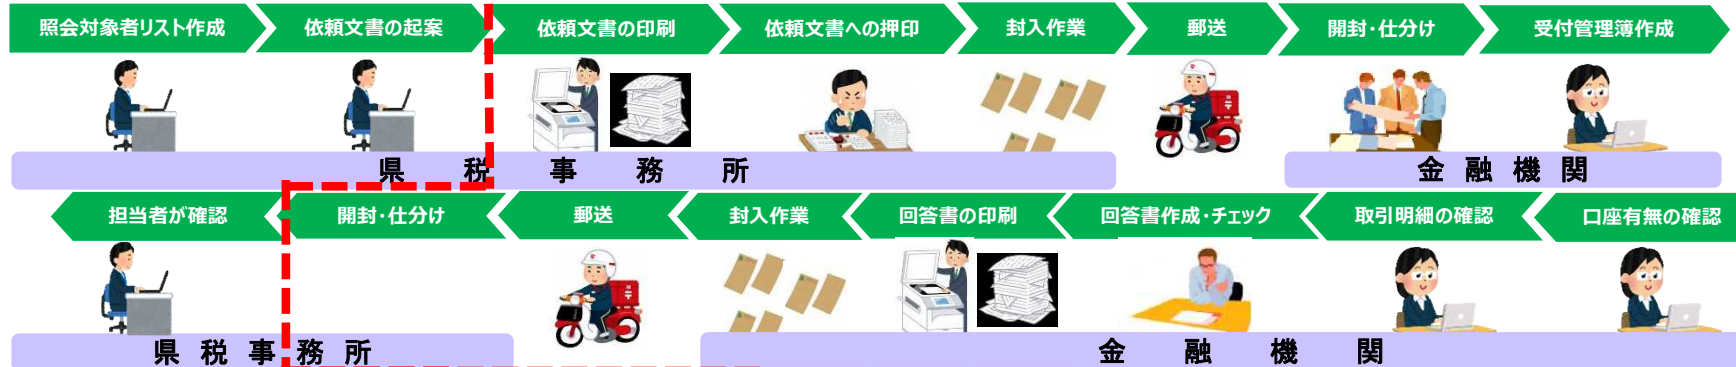 照会対象者リスト作成 依頼文書の起案 依頼文書の印刷 依頼文書への押印 封入作業 郵送 開封・仕分け 受付管理簿作成
県税事務所 金融機関
担当者が確認 開封・仕分け 郵送 封入作業 回答書の印刷 回答書作成・チェック 取引明細の確認 口座有無の確認
県税事務所 金融機関